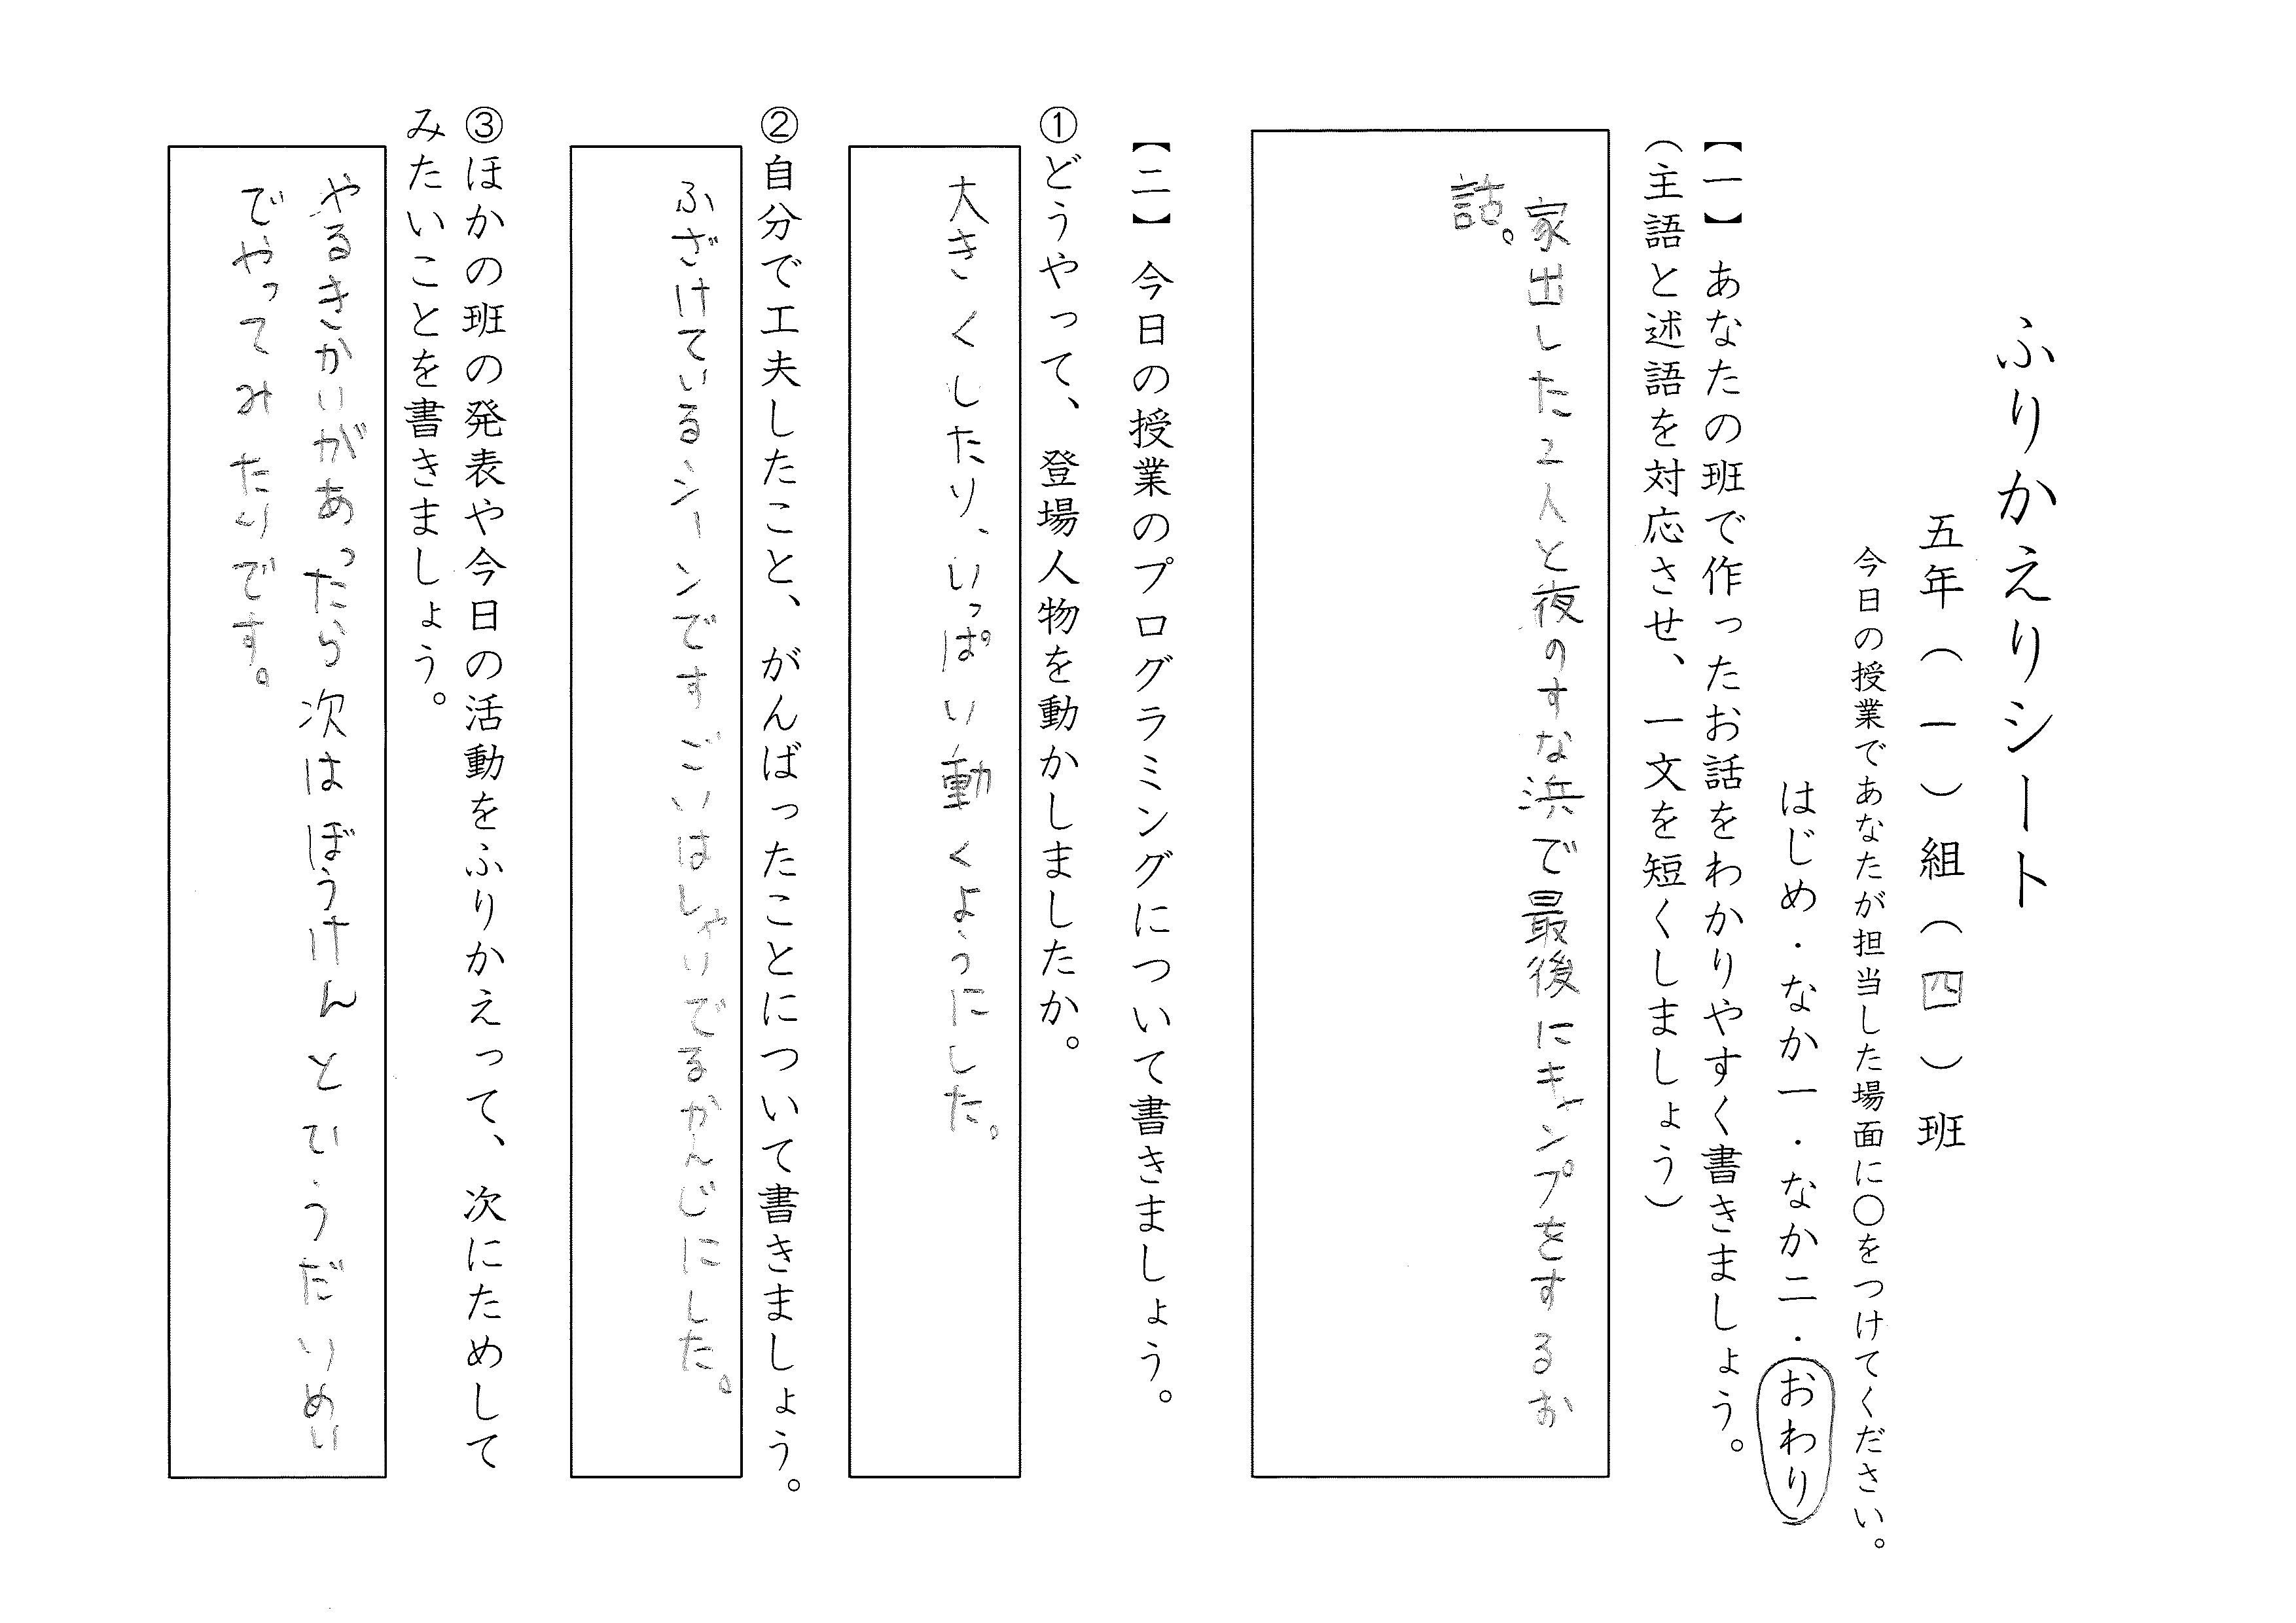 ふりかえりシート
五年(一)組(四)班
今日の授業であなたが担当した場面に〇をつけてください。
はじめ・なか一・なか二・おわり
【一】あなたの班で作ったお話をわかりやすく書きましょう。
(主語と述語を対応させ、一文を短くしましょう)
家出した2人と夜のすな浜で最後にキャンプをするお
話。
【二】今日の授業のプログラミングについて書きましょう。
①どうやって、登場人物を動かしましたか。
大きくしたり、いっぱい動くようにした。
②自分で工夫したこと、がんばったことについて書きましょう。
ふざけているシーンですごいはしゃいでるかんじにした。
③ほかの班の発表や今日の活動をふりかえって、次にためして
みたいことを書きましょう。
やるきかいがあったら次はぼうけんとていうだいめい
でやってみたいです。